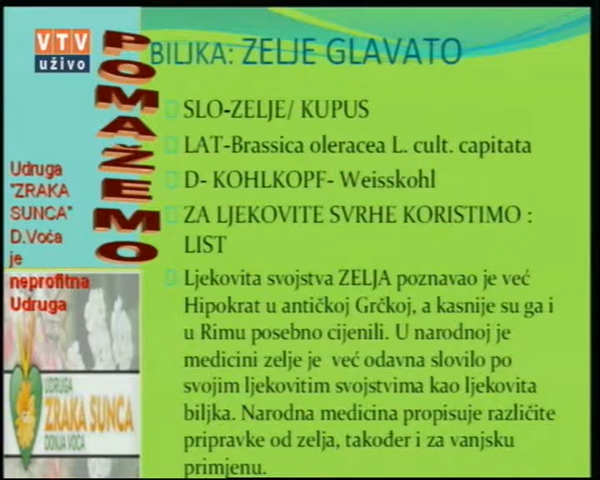 VTV
uživo
POMAŽEMO
Udruga
"ZRAKA
SUNCA"
D.Voća
je
neprofitna
Udruga
UDRUGA
ZRAKA SUNCA
DONJA VOĆA
BILJKA: ZELJE GLAVATO
SLO-ZELJE/ KUPUS
LAT-Brassica oleracea L. cult. capitata
D- KOHLKOPF- Weisskohl
ZA LJEKOVITE SVRHE KORISTIMO :
LIST
Ljekovita svojstva ZELJA poznavao je već
Hipokrat u antičkoj Grčkoj, a kasnije su ga i
u Rimu posebno cijenili. U narodnoj je
medicini zelje je već odavna slovilo po
svojim ljekovitim svojstvima kao ljekovita
biljka. Narodna medicina propisuje različite
pripravke od zelja, također i za vanjsku
primjenu.